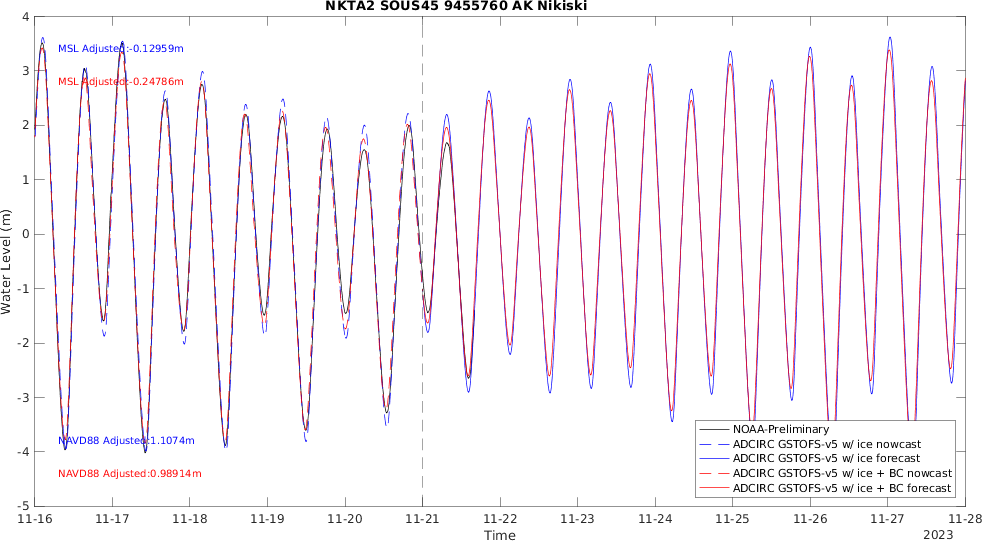 NKTA2 SOUS45 9455760 AK Nikiski
4
3
2
1
0
-1
-2
-3
-4
-5
Water Level (m)
MSL Adjusted:-0.12959m
MSL Adjusted:-0.24786m
NAVD88 Adjusted:1.1074m
NAVD88 Adjusted:0.98914m
NOAA-Preliminary
ADCIRC GSTOFS-v5 w/ ice nowcast
ADCIRC GSTOFS-v5 w/ ice forecast
ADCIRC GSTOFS-v5 w/ ice + BC nowcast
ADCIRC GSTOFS-v5 w/ ice + BC forecast
11-16 11-17 11-18 11-19 11-20 11-21 11-22 11-23 11-24 11-25 11-26 11-27 11-28
Time
2023